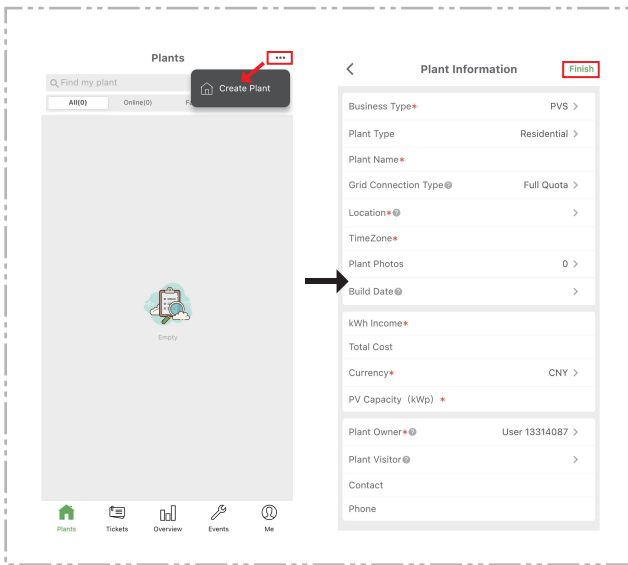 Plants
•••
Find my plant
Create Plant
All(0)
Online(0)
Empty
Plants
Tickets
Overview
Events
Me
Plant Information
Finish
Business Type*
PVS
Plant Type
Residential
Plant Name*
Grid Connection Type
Full Quota
Location*
TimeZone*
Plant Photos
0
Build Date
kWh Income*
Total Cost
Currency*
CNY
PV Capacity (kWp) *
Plant Owner*
User 13314087
Plant Visitor
Contact
Phone